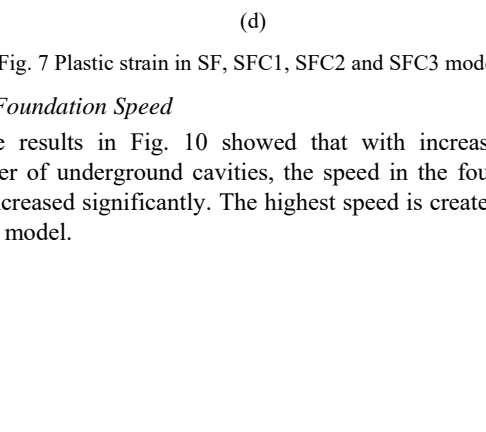 (d)
Fig. 7 Plastic strain in SF, SFC1, SFC2 and SFC3 mod
Foundation Speed
e results in Fig. 10 showed that with increas
er of underground cavities, the speed in the fou
creased significantly. The highest speed is create
model.